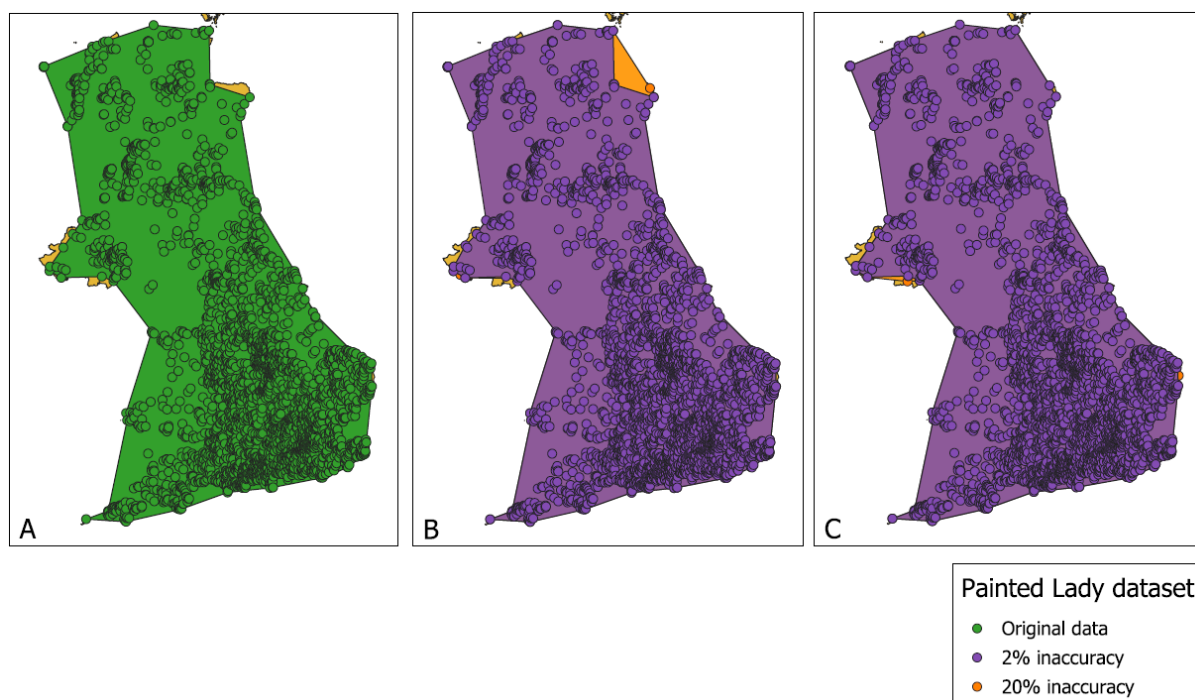 A
B
C
Painted Lady dataset
Original data
2% inaccuracy
20% inaccuracy